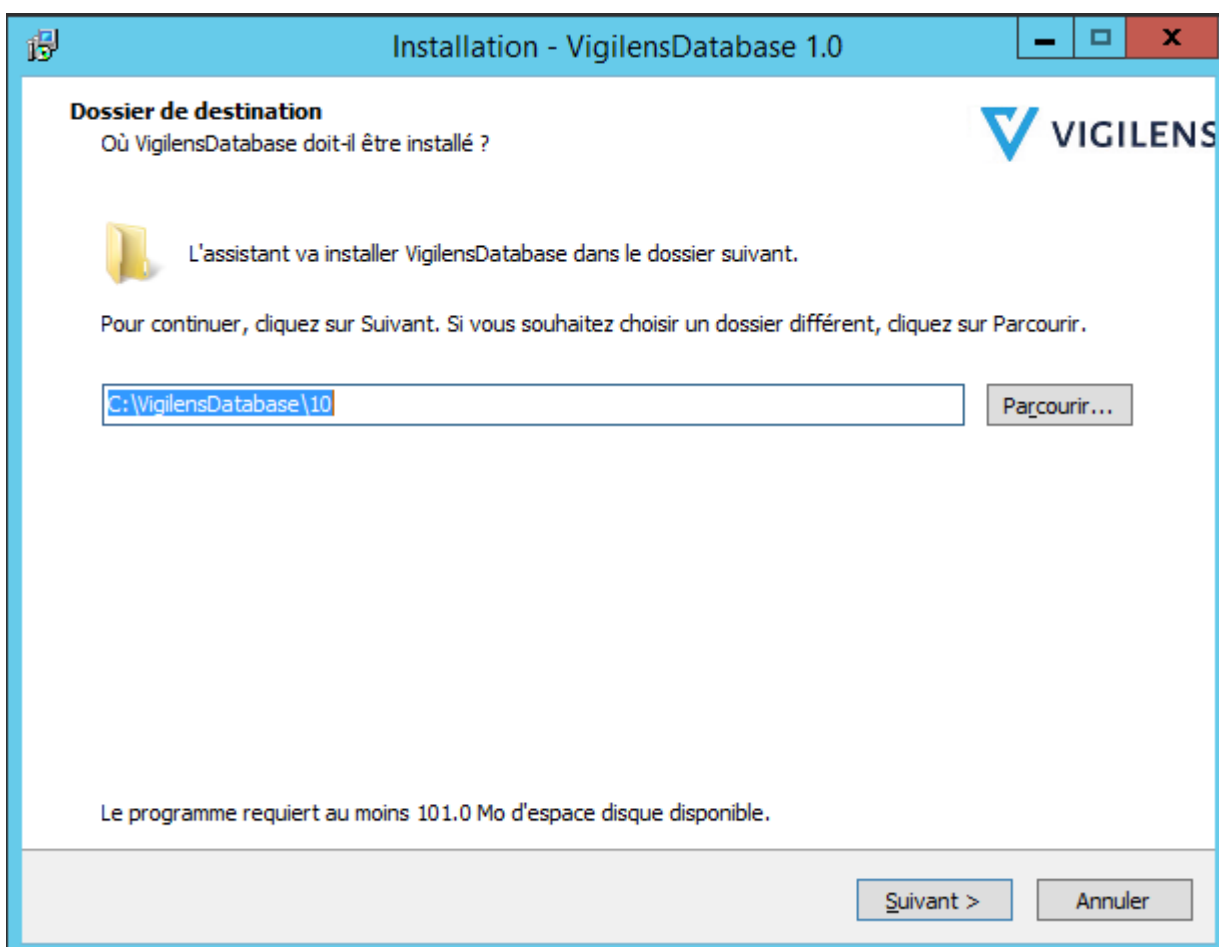 Installation - VigilensDatabase 1.0
Dossier de destination
Où VigilensDatabase doit-il être installé ?
VIGILENS
L'assistant va installer VigilensDatabase dans le dossier suivant.
Pour continuer, cliquez sur Suivant. Si vous souhaitez choisir un dossier différent, cliquez sur Parcourir.
C:\VigilensDatabase\10
Parcourir...
Le programme requiert au moins 101.0 Mo d'espace disque disponible.
Suivant >
Annuler